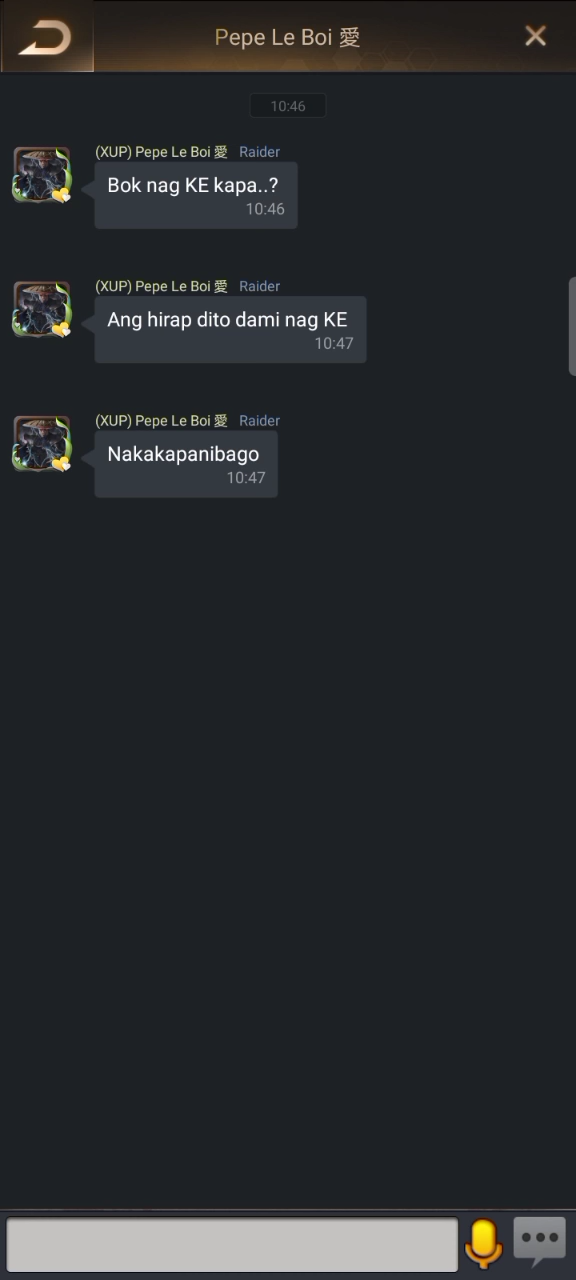 Pepe Le Boi 愛
10:46
(XUP) Pepe Le Boi 愛 Raider
Bok nag KE kapa..?
10:46
(XUP) Pepe Le Boi 愛 Raider
Ang hirap dito dami nag KE
10:47
(XUP) Pepe Le Boi 愛 Raider
Nakakapanibago
10:47